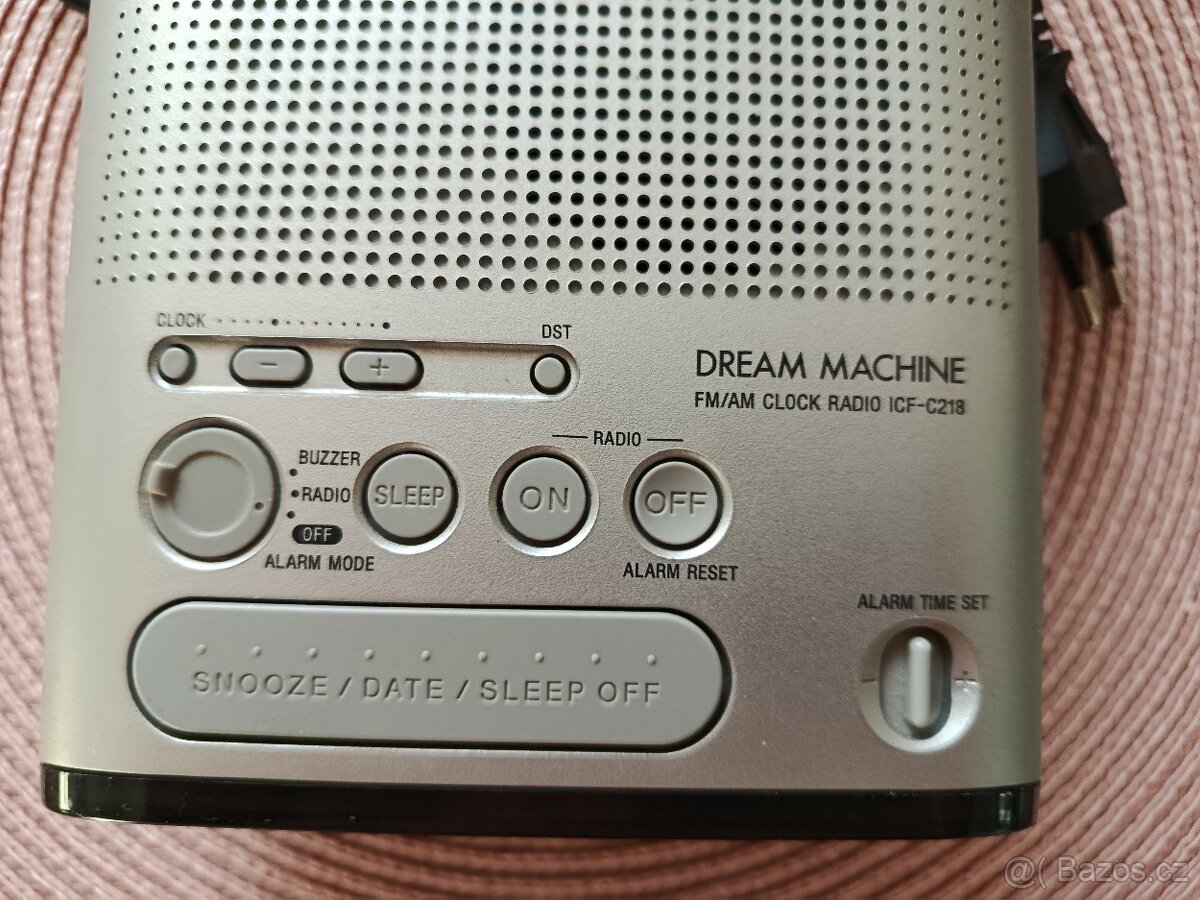 CLOCK
DST
- +
DREAM MACHINE
FM/AM CLOCK RADIO ICF-C218
RADIO
BUZZER
RADIO
OFF
ALARM MODE
SLEEP
ON
OFF
ALARM RESET
ALARM TIME SET
- +
SNOOZE / DATE / SLEEP OFF
@( Bazos.cz